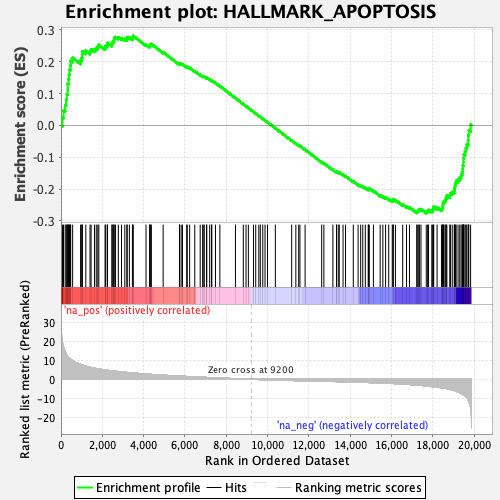 Enrichment plot: HALLMARK_APOPTOSIS
Enrichment score (ES)
0.3
0.2
0.1
0.0
-0.1
-0.2
-0.3
'na_pos' (positively correlated)
Ranked list metric (PreRanked)
30
20
10
0
-10
-20
Zero cross at 9200
'na_neg' (negatively correlated)
0
2,000
4,000
6,000
8,000
10,000
12,000
14,000
16,000
18,000
20,000
Rank in Ordered Dataset
Enrichment profile
Hits
Ranking metric scores